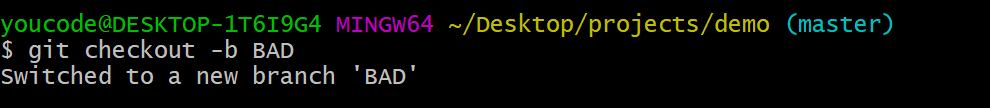 youcode@DESKTOP-1T6I9G4 MINGW64 ~/Desktop/projects/demo (master)
$ git checkout -b BAD
Switched to a new branch 'BAD'